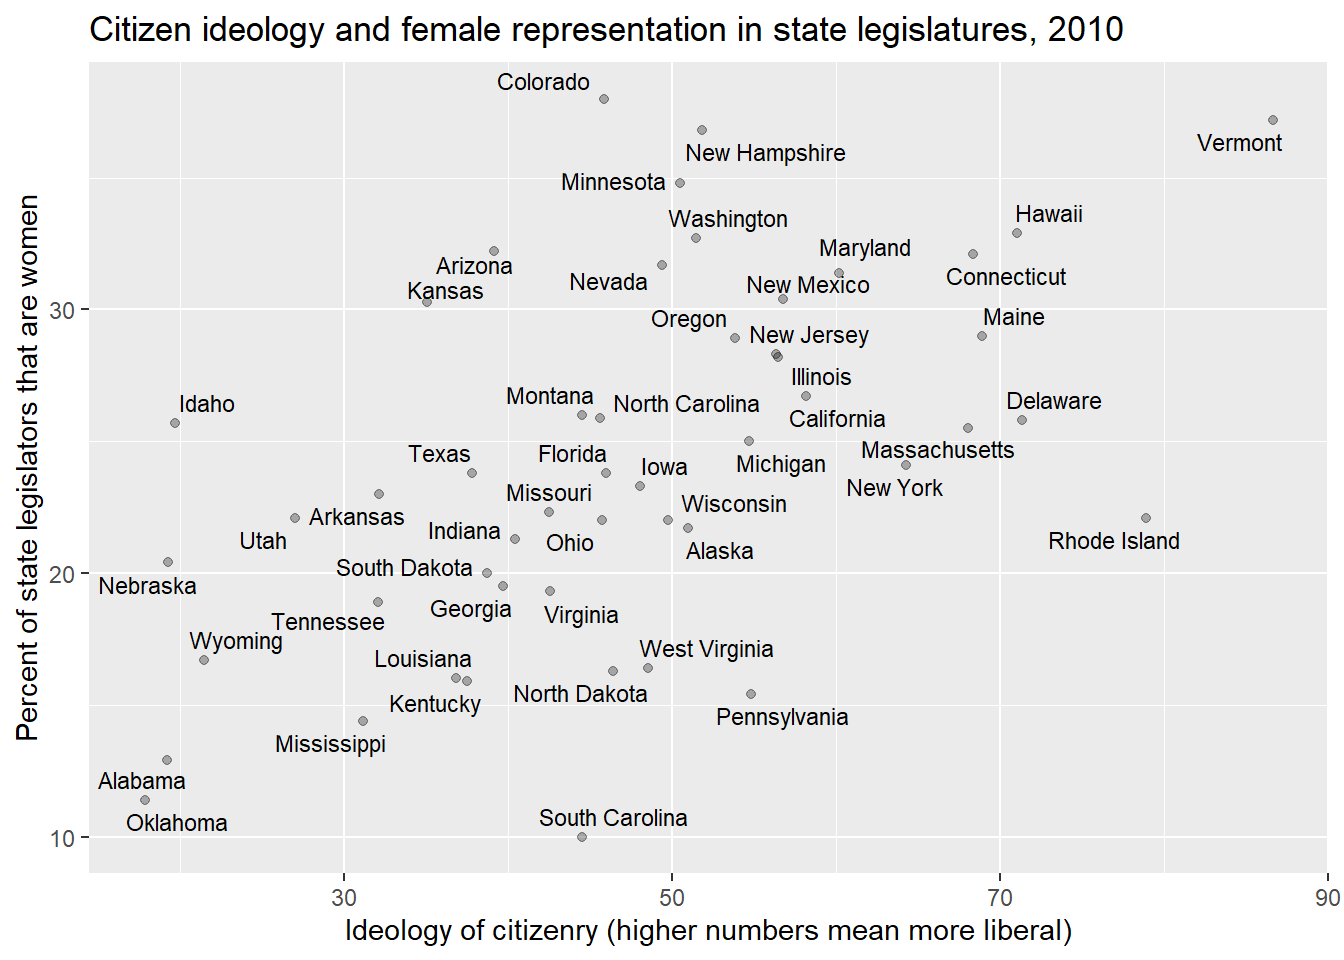 Citizen ideology and female representation in state legislatures, 2010
Colorado
Vermont
New Hampshire
Minnesota
Washington
Hawaii
Maryland
Arizona
Nevada
New Mexico
Connecticut
Kansas
30
Oregon
Maine
New Jersey
Illinois
Montana
North Carolina
Idaho
Delaware
California
Texas
Florida
Iowa
Michigan
Massachusetts
New York
Missouri
Wisconsin
Arkansas
Indiana
Utah
Ohio
Alaska
Rhode Island
South Dakota
20
Nebraska
Georgia
Virginia
Tennessee
Wyoming
West Virginia
Louisiana
North Dakota
Kentucky
Pennsylvania
Mississippi
Alabama
Oklahoma
South Carolina
10
Percent of state legislators that are women
30
50
70
90
Ideology of citizenry (higher numbers mean more liberal)